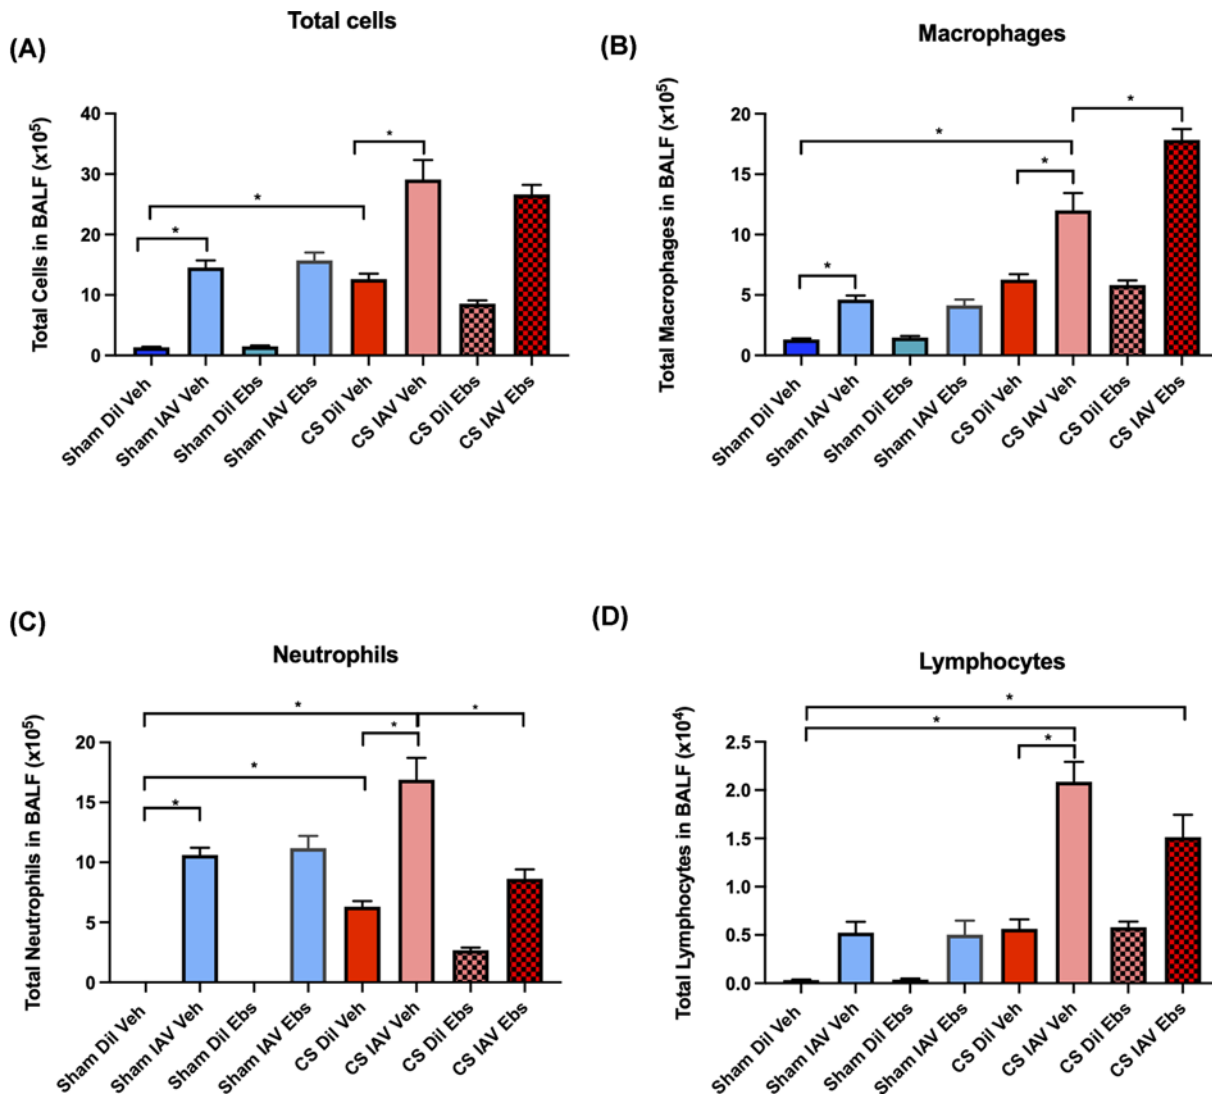 (A)
Total cells
Total Cells in BALF (x10⁵)
40
30
20
10
0
*
*
*
Sham Dil Veh
Sham IAV Veh
Sham Dil Ebs
Sham IAV Ebs
CS Dil Veh
CS IAV Veh
CS Dil Ebs
CS IAV Ebs
(B)
Macrophages
Total Macrophages in BALF (x10⁵)
20
15
10
5
0
*
*
*
*
Sham Dil Veh
Sham IAV Veh
Sham Dil Ebs
Sham IAV Ebs
CS Dil Veh
CS IAV Veh
CS Dil Ebs
CS IAV Ebs
(C)
Neutrophils
Total Neutrophils in BALF (x10⁵)
20
15
10
5
0
*
*
*
*
*
Sham Dil Veh
Sham IAV Veh
Sham Dil Ebs
Sham IAV Ebs
CS Dil Veh
CS IAV Veh
CS Dil Ebs
CS IAV Ebs
(D)
Lymphocytes
Total Lymphocytes in BALF (x10⁴)
2.5
2.0
1.5
1.0
0.5
0.0
*
*
*
Sham Dil Veh
Sham IAV Veh
Sham Dil Ebs
Sham IAV Ebs
CS Dil Veh
CS IAV Veh
CS Dil Ebs
CS IAV Ebs